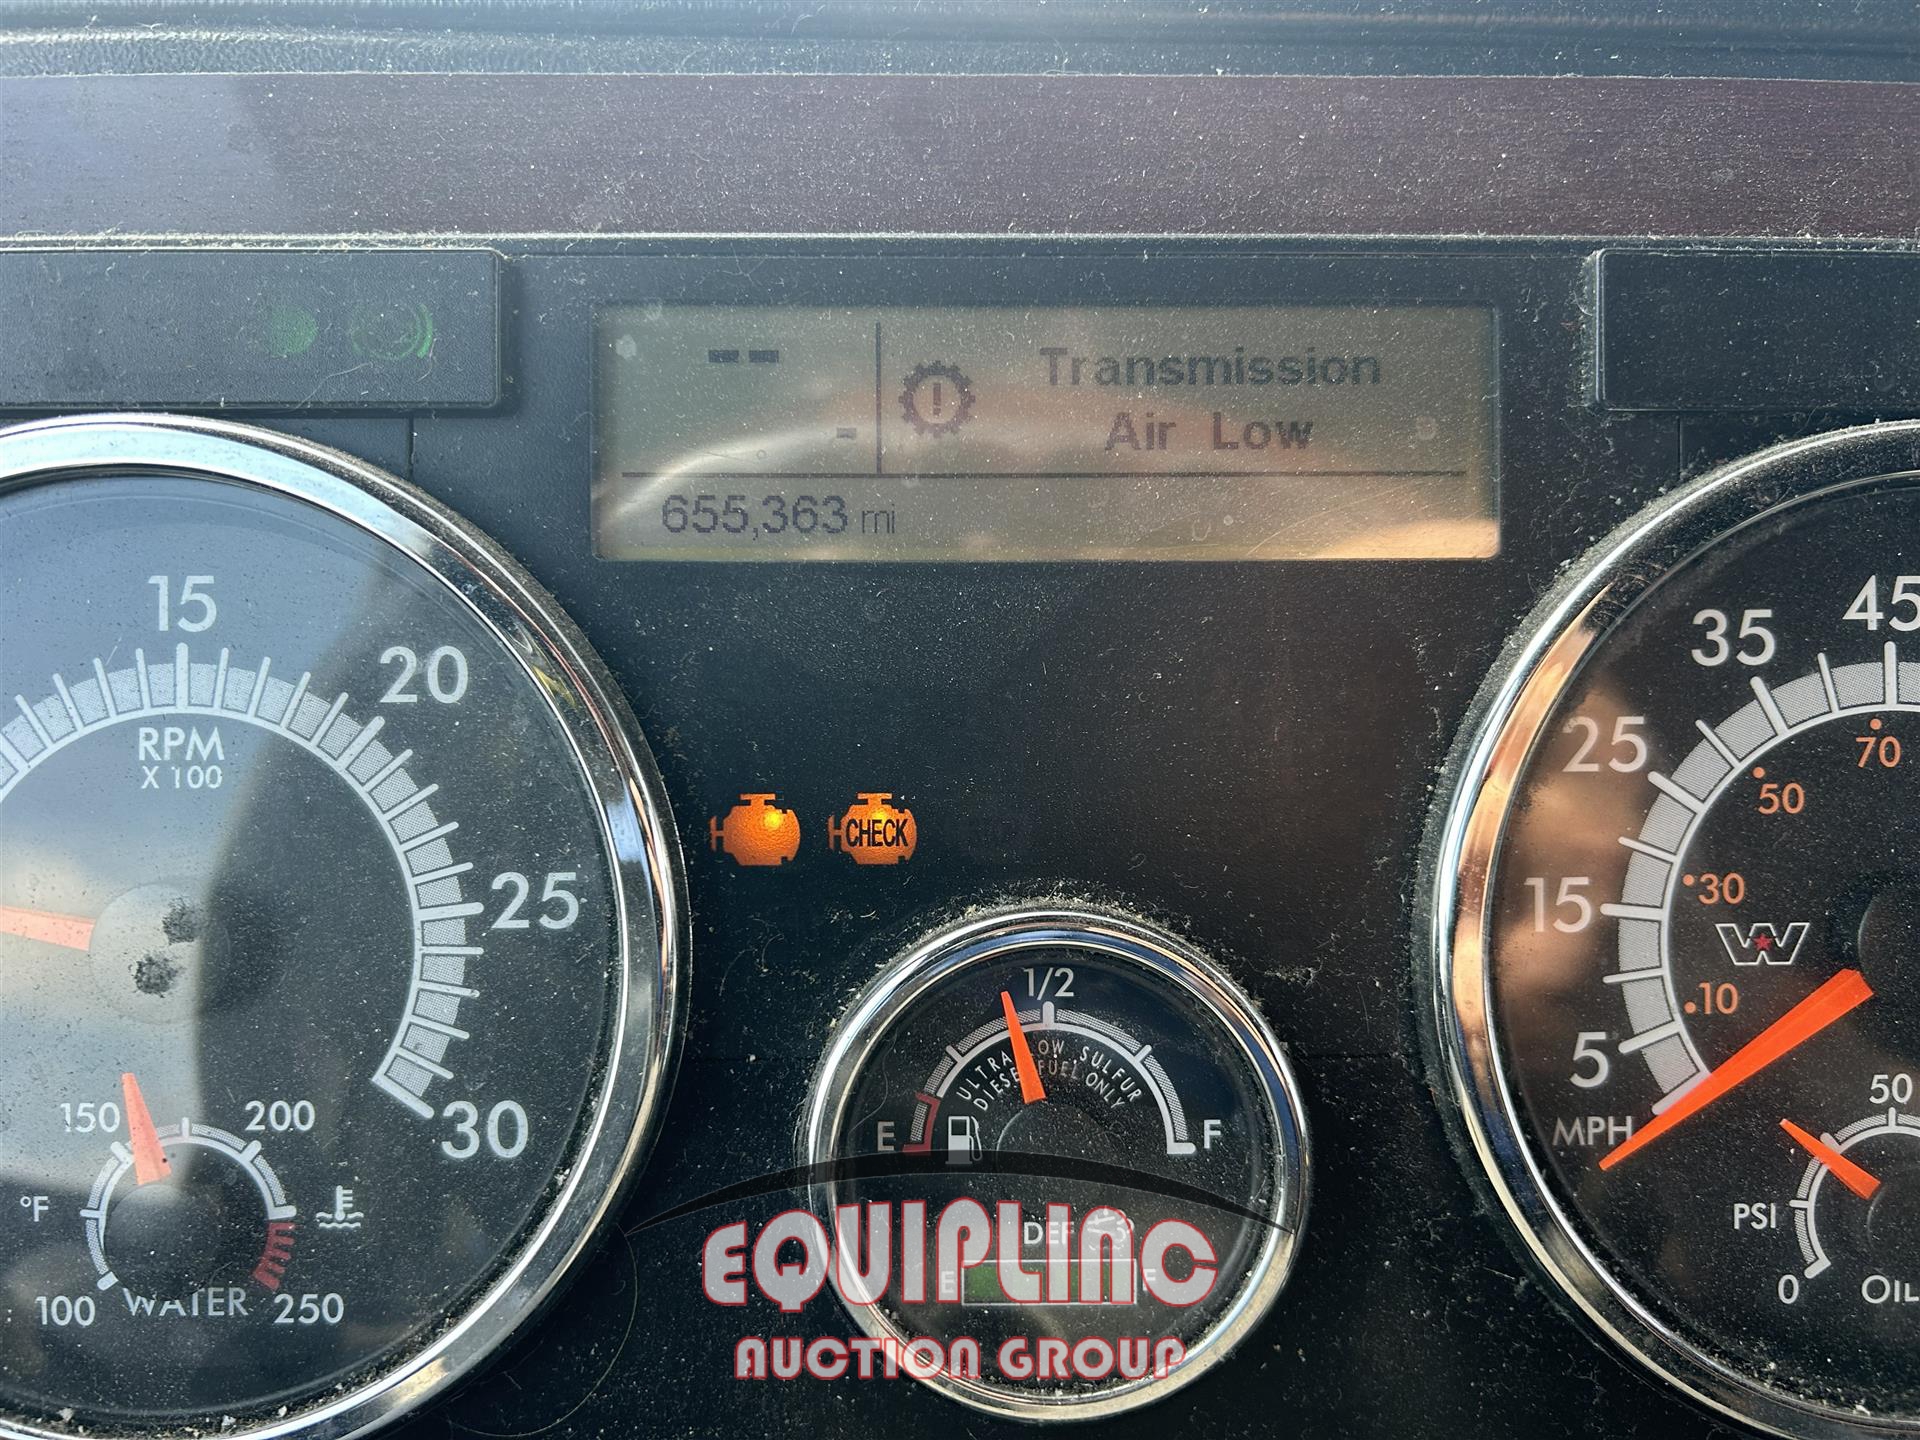 -- Transmission
- Air Low
655,363 mi
15
20
25
30
RPM
X 100
150
200
°F
100
WATER
250
CHECK
1/2
ULTRA LOW SULFUR
DIESEL FUEL ONLY
E
F
DEF
E
F
45
35
25
15
5
MPH
70
50
30
10
W
50
PSI
0
OIL
EQUIPLINC
AUCTION GROUP